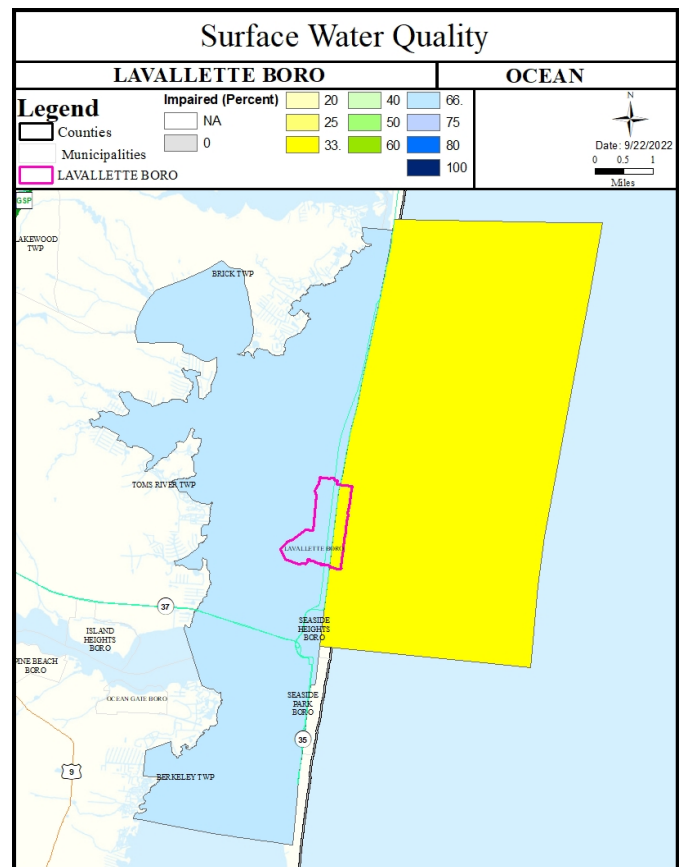 Surface Water Quality
LAVALLETTE BORO
OCEAN
Legend
Counties
Municipalities
LAVALLETTE BORO
Impaired (Percent)
NA
0
20
25
33.
40
50
60
66.
75
80
100
N
Date: 9/22/2022
0 0.5 1
Miles
GSP
LAKEWOOD
TWP
BRICK TWP
TOMS RIVER TWP
LAVALLETTE BORO
37
ISLAND
HEIGHTS
BORO
SEASIDE
HEIGHTS
BORO
PINE BEACH
BORO
OCEAN GATE BORO
SEASIDE
PARK
BORO
35
9
BERKELEY TWP